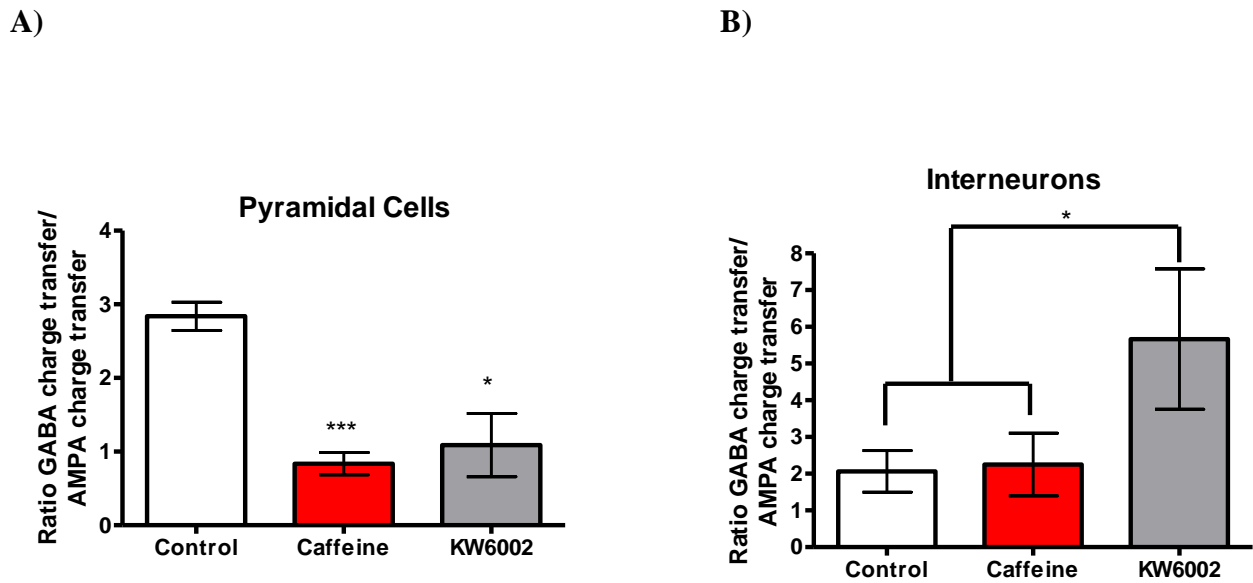 A)
B)
Pyramidal Cells
Ratio GABA charge transfer/
AMPA charge transfer
4
3
2
1
0
***
*
Control
Caffeine
KW6002
Interneurons
Ratio GABA charge transfer/
AMPA charge transfer
8
7
6
5
4
3
2
1
0
*
Control
Caffeine
KW6002